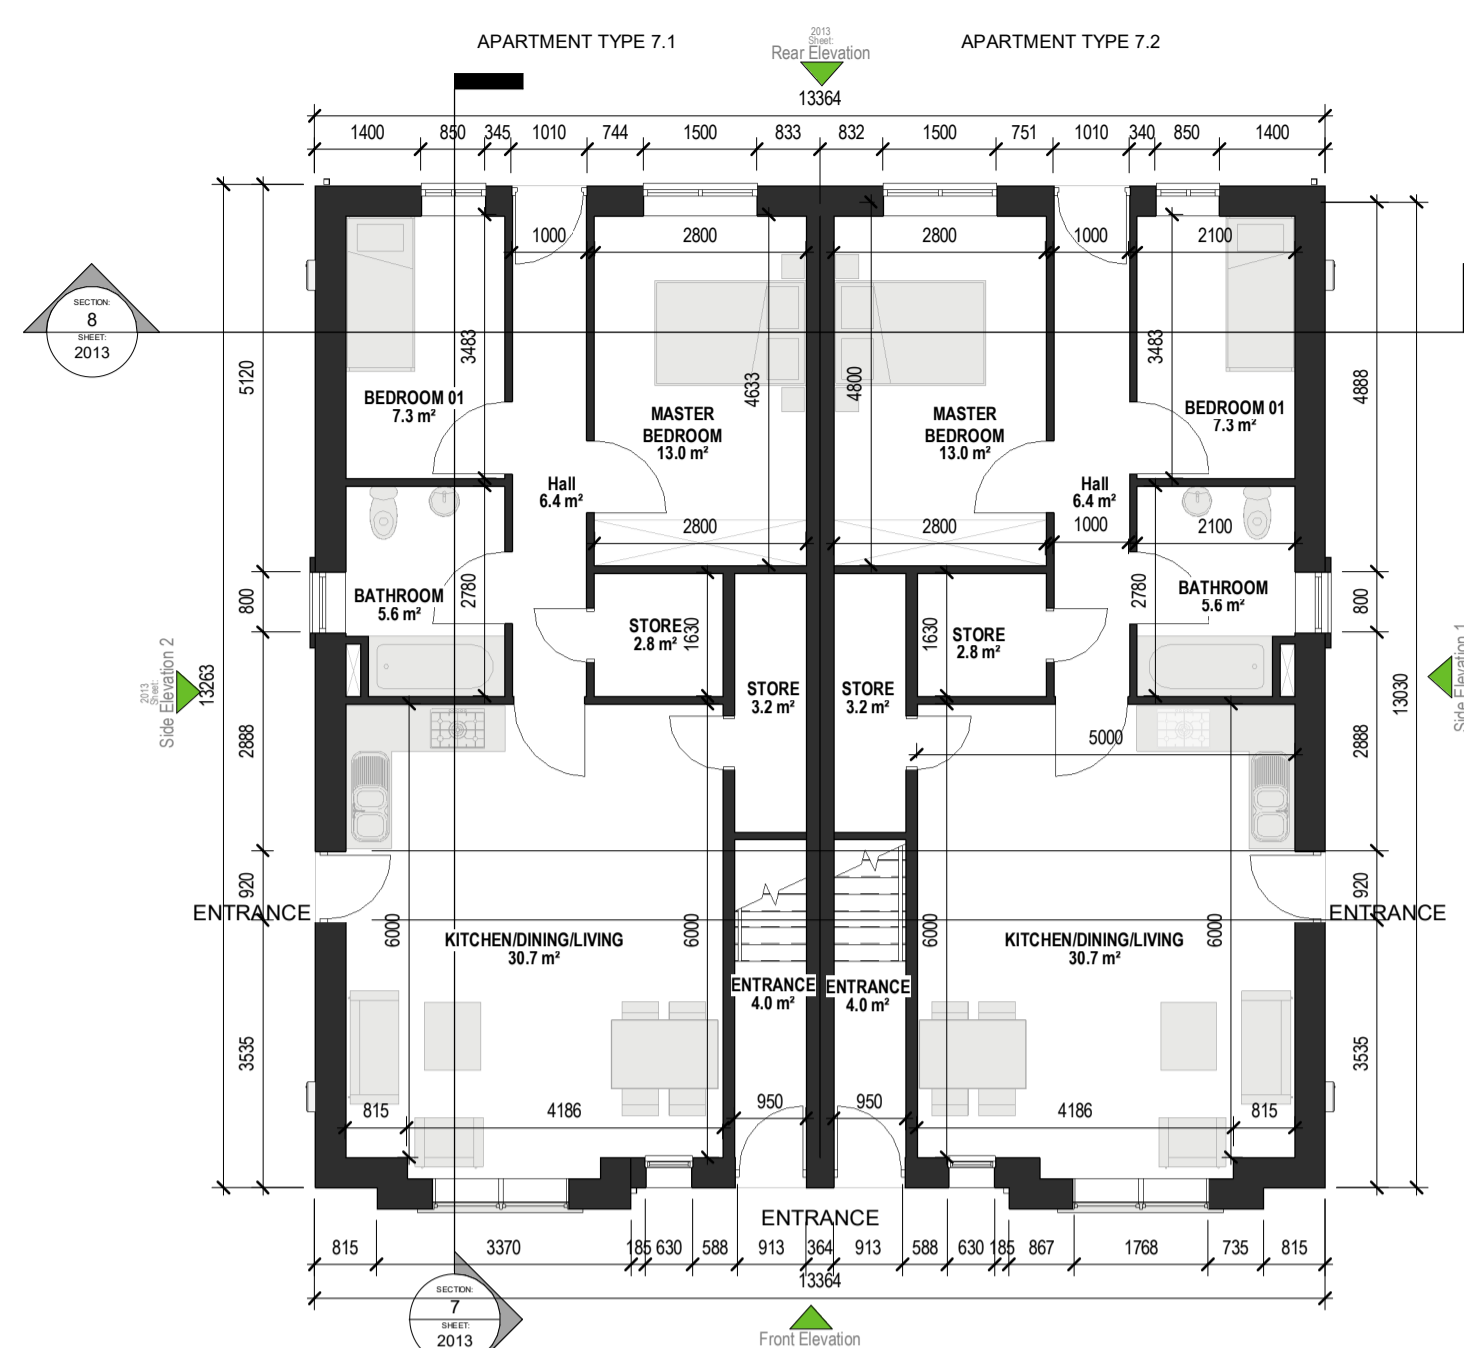 APARTMENT TYPE 7.1
2013
Sheet:
Rear Elevation
APARTMENT TYPE 7.2
13364
1400 850 345 1010 744 1500 833 832 1500 751 1010 340 850 1400
1000 2800 2800 1000 2100
SECTION:
8
SHEET:
2013
5120
3483
4633
4800
3483
4888
BEDROOM 01
7.3 m²
MASTER
BEDROOM
13.0 m²
MASTER
BEDROOM
13.0 m²
BEDROOM 01
7.3 m²
Hall
6.4 m²
Hall
6.4 m²
2800 2800 1000 2100
800
BATHROOM
5.6 m²
2780
STORE
2.8 m²
1630
1630
STORE
2.8 m²
2780
BATHROOM
5.6 m²
800
2013
Sheet:
Side Elevation 2
13263
STORE
3.2 m²
STORE
3.2 m²
13030
Side Elevation 1
2888
5000
2888
920
ENTRANCE
6000
KITCHEN/DINING/LIVING
30.7 m²
6000
6000
KITCHEN/DINING/LIVING
30.7 m²
6000
920
ENTRANCE
ENTRANCE
4.0 m²
ENTRANCE
4.0 m²
3535
3535
815 4186 950 950 4186 815
ENTRANCE
815 3370 185 630 588 913 364 913 588 630 185 867 1768 735 815
13364
SECTION:
7
SHEET:
2013
Front Elevation